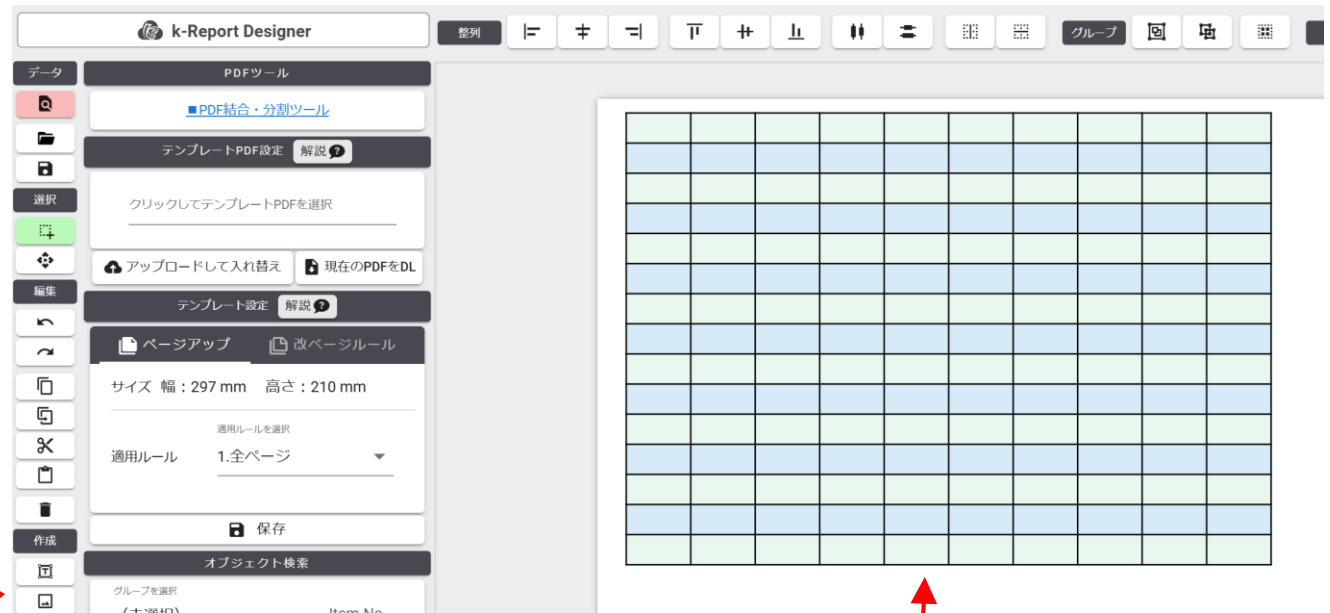 k-Report Designer
整列
グループ
データ
PDFツール
■PDF結合・分割ツール
テンプレートPDF設定 解説
選択
クリックしてテンプレートPDFを選択
アップロードして入れ替え 現在のPDFをDL
編集
テンプレート設定 解説
ページアップ 改ページルール
サイズ 幅：297 mm 高さ：210 mm
適用ルールを選択
適用ルール 1.全ページ
保存
作成
オブジェクト検索
グループを選択